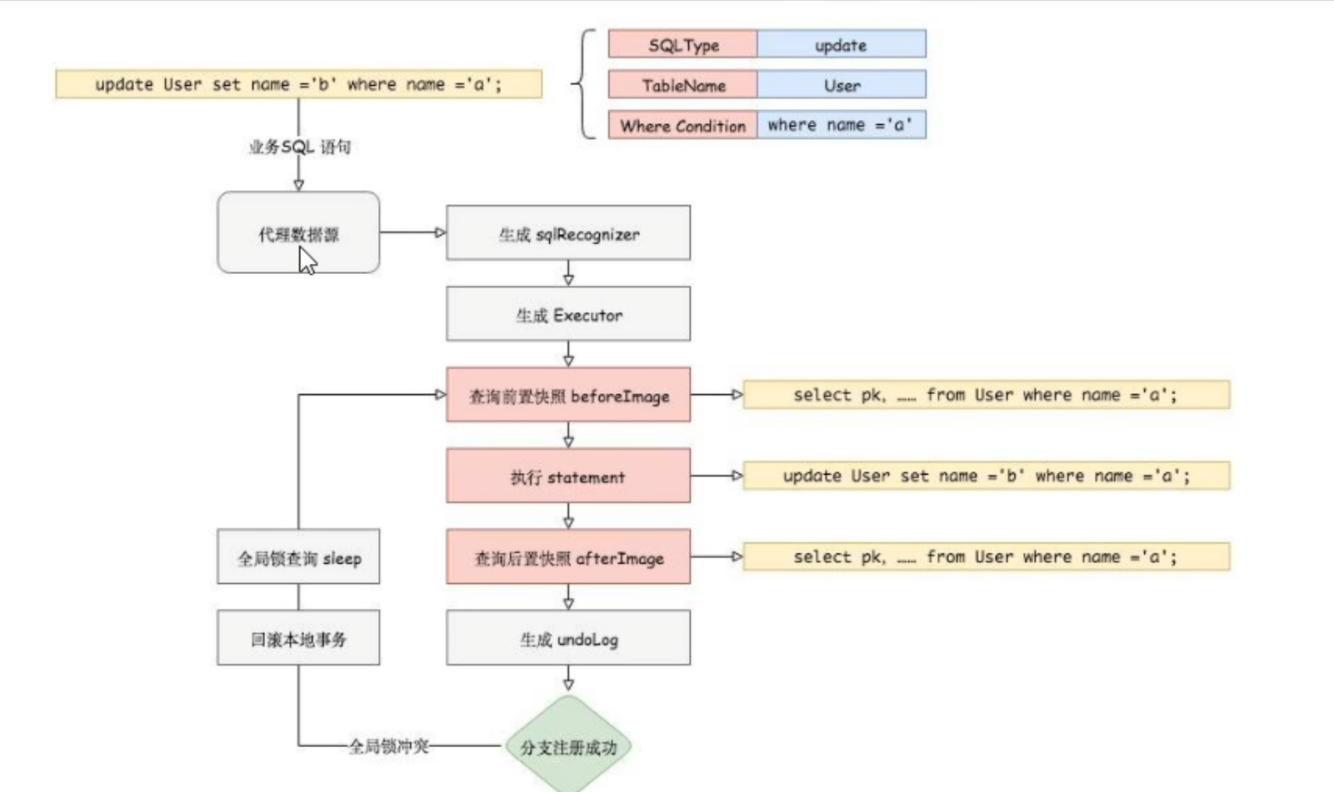 SQLType update
update User set name ='b' where name ='a';
TableName User
Where Condition where name ='a'
业务SQL 语句
代理数据源
生成 sqlRecognizer
生成 Executor
查询前置快照 beforeImage
select pk, …… from User where name ='a';
执行 statement
update User set name ='b' where name ='a';
全局锁查询 sleep
查询后置快照 afterImage
select pk, …… from User where name ='a';
回滚本地事务
生成 undoLog
全局锁冲突
分支注册成功